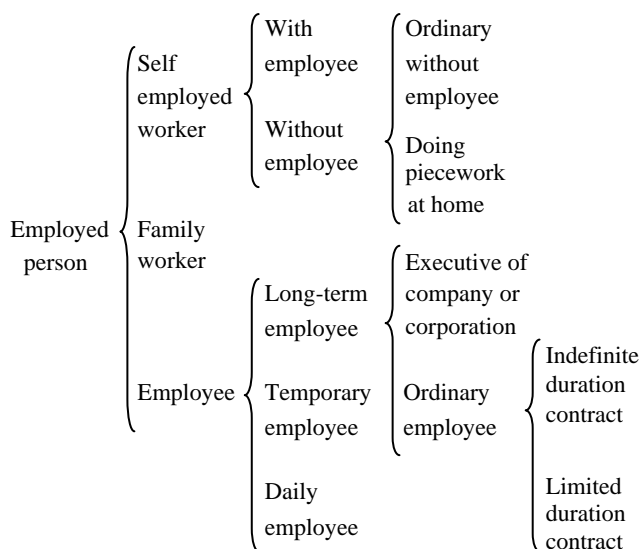 Employed
person
Self
employed
worker
Family
worker
Employee
With
employee
Without
employee
Long-term
employee
Temporary
employee
Daily
employee
Ordinary
without
employee
Doing
piecework
at home
Executive of
company or
corporation
Ordinary
employee
Indefinite
duration
contract
Limited
duration
contract